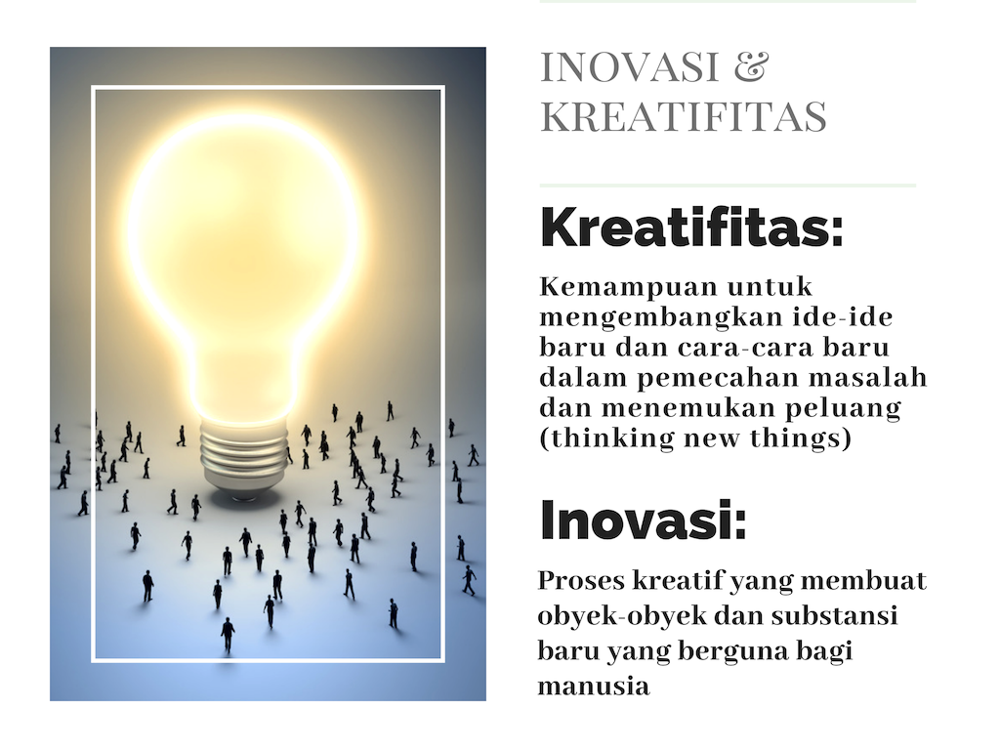 INOVASI &
KREATIFITAS
Kreatifitas:
Kemampuan untuk
mengembangkan ide-ide
baru dan cara-cara baru
dalam pemecahan masalah
dan menemukan peluang
(thinking new things)
Inovasi:
Proses kreatif yang membuat
obyek-obyek dan substansi
baru yang berguna bagi
manusia